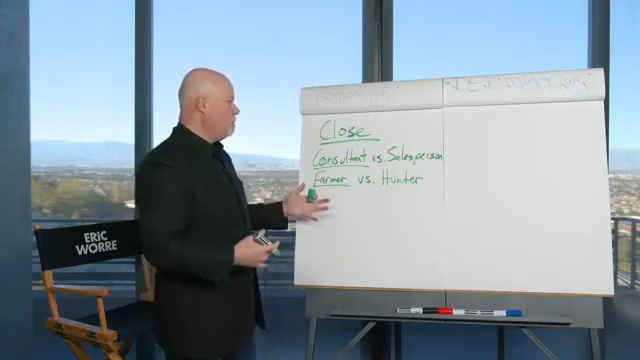 Close
Consultant vs. Salesperson
Farmer vs. Hunter
ERIC
WORRE